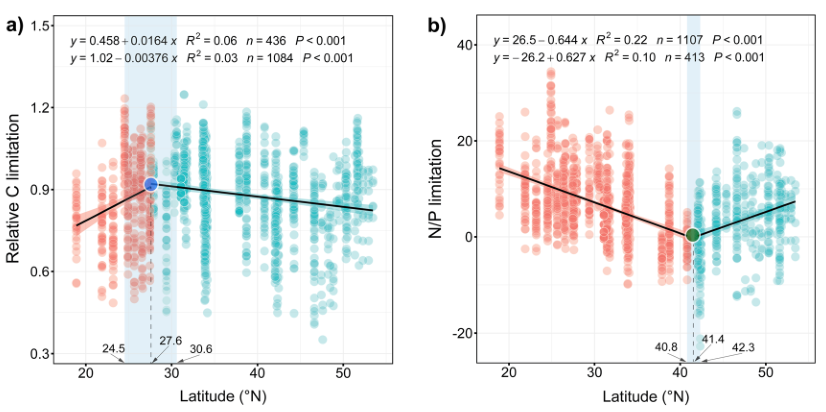 a)
y = 0.458 + 0.0164 x R² = 0.06 n = 436 P < 0.001
y = 1.02 − 0.00376 x R² = 0.03 n = 1084 P < 0.001
Relative C limitation
1.5
1.2
0.9
0.6
0.3
24.5
27.6
30.6
20
30
40
50
Latitude (°N)
b)
y = 26.5 − 0.644 x R² = 0.22 n = 1107 P < 0.001
y = − 26.2 + 0.627 x R² = 0.10 n = 413 P < 0.001
N/P limitation
40
20
0
-20
40.8
41.4
42.3
20
30
40
50
Latitude (°N)